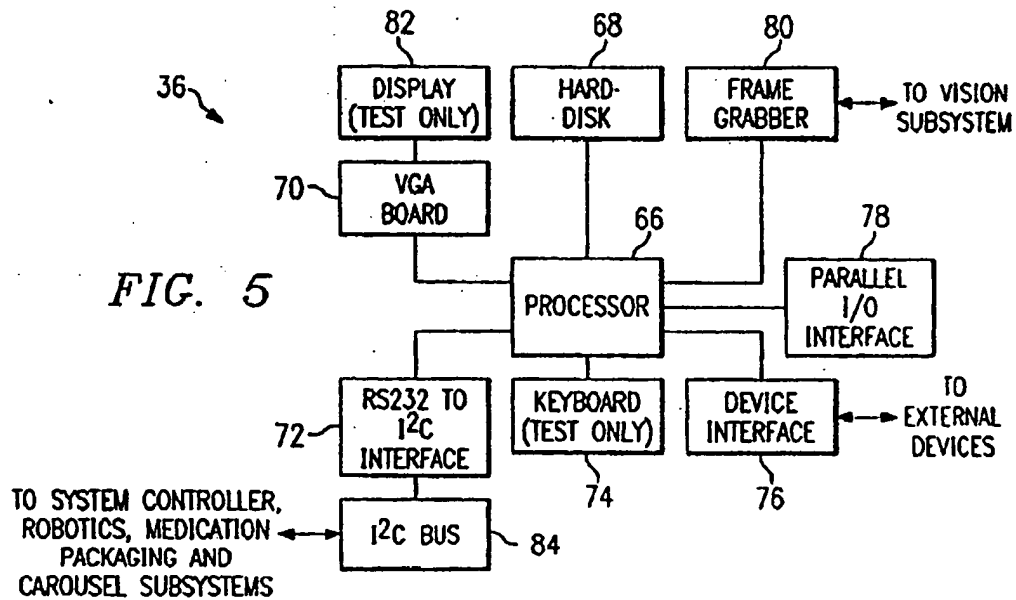 82
68
80
36
DISPLAY
(TEST ONLY)
HARD-
DISK
FRAME
GRABBER
TO VISION
SUBSYSTEM
70
VGA
BOARD
66
78
FIG. 5
PROCESSOR
PARALLEL
I/O
INTERFACE
72
RS232 TO
I²C
INTERFACE
KEYBOARD
(TEST ONLY)
DEVICE
INTERFACE
TO
EXTERNAL
DEVICES
74
76
TO SYSTEM CONTROLLER,
ROBOTICS, MEDICATION
PACKAGING AND
CAROUSEL SUBSYSTEMS
I²C BUS
84